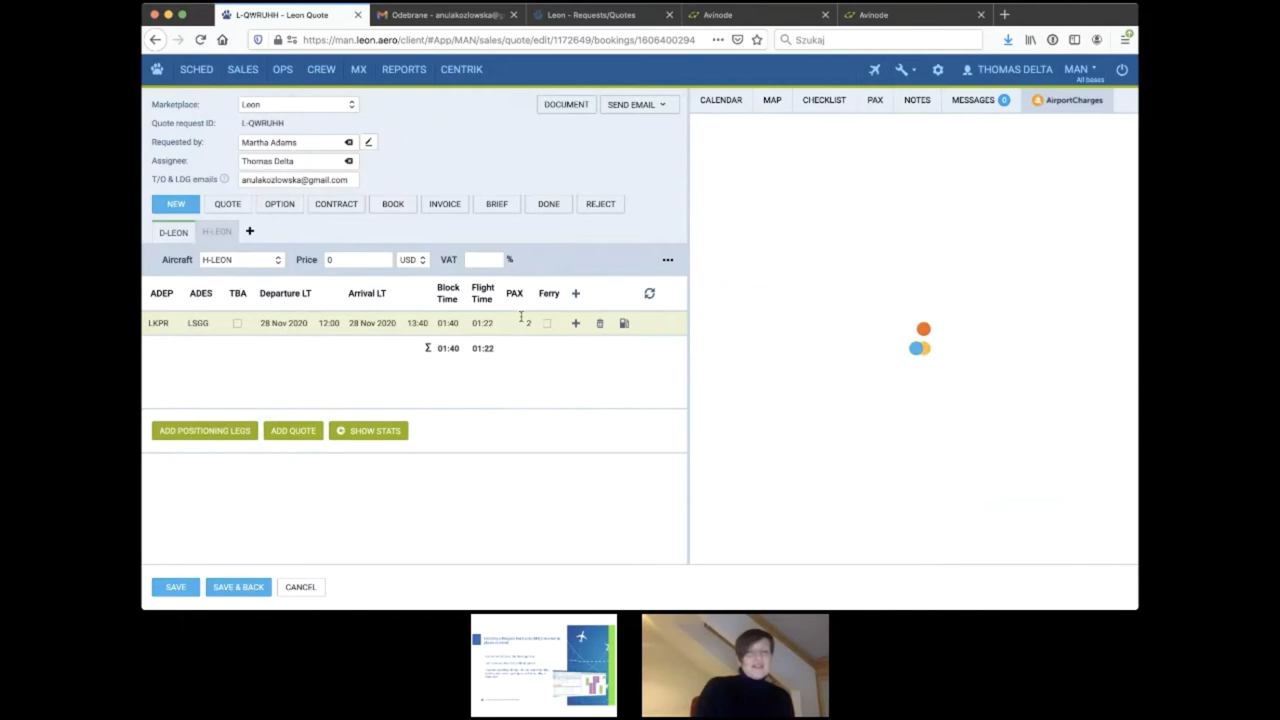 L-QWRUHH - Leon Quote
Odebrane - anulakozlowska@g
Leon - Requests/Quotes
Avinode
Avinode
https://man.leon.aero/client/#App/MAN/sales/quote/edit/1172649/bookings/1606400294
Szukaj
SCHED SALES OPS CREW MX REPORTS CENTRIK
THOMAS DELTA MAN
All bases
Marketplace: Leon
DOCUMENT SEND EMAIL
Quote request ID: L-QWRUHH
Requested by: Martha Adams
Assignee: Thomas Delta
T/O & LDG emails anulakozlowska@gmail.com
NEW QUOTE OPTION CONTRACT BOOK INVOICE BRIEF DONE REJECT
D-LEON H-LEON +
Aircraft H-LEON Price 0 USD VAT %
ADEP ADES TBA Departure LT Arrival LT Block Time Flight Time PAX Ferry +
LKPR LSGG 28 Nov 2020 12:00 28 Nov 2020 13:40 01:40 01:22 2 +
Σ 01:40 01:22
ADD POSITIONING LEGS ADD QUOTE SHOW STATS
SAVE SAVE & BACK CANCEL
CALENDAR MAP CHECKLIST PAX NOTES MESSAGES 0 AirportCharges